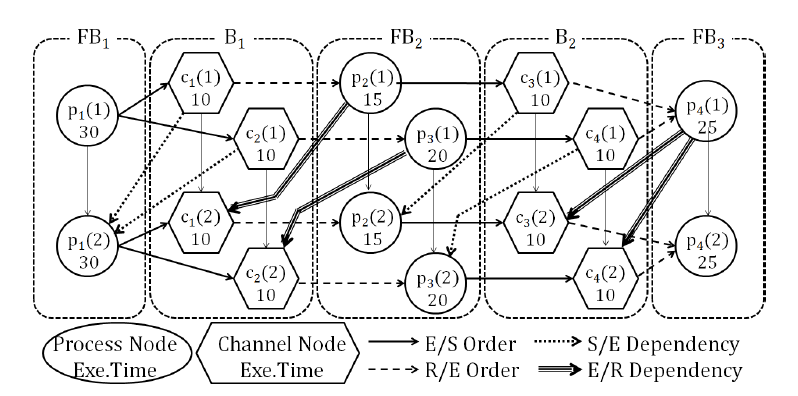 FB₁ B₁ FB₂ B₂ FB₃
c₁(1) 10
p₂(1) 15
c₃(1) 10
p₁(1) 30
p₄(1) 25
c₂(1) 10
p₃(1) 20
c₄(1) 10
c₁(2) 10
p₂(2) 15
c₃(2) 10
p₁(2) 30
p₄(2) 25
c₂(2) 10
p₃(2) 20
c₄(2) 10
Process Node
Exe.Time
Channel Node
Exe.Time
E/S Order
S/E Dependency
R/E Order
E/R Dependency